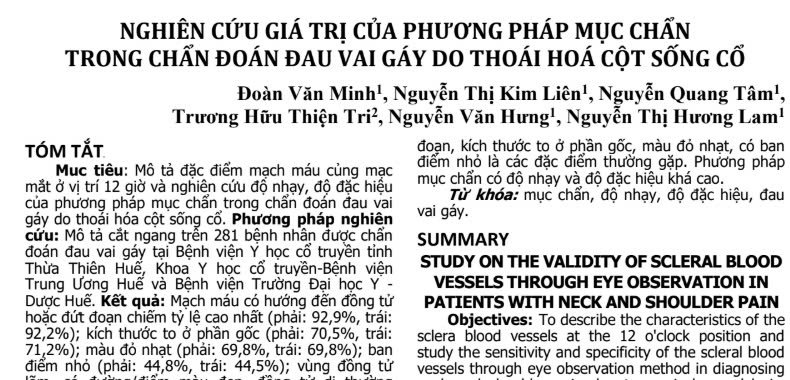 NGHIÊN CỨU GIÁ TRỊ CỦA PHƯƠNG PHÁP MỤC CHẨN
TRONG CHẨN ĐOÁN ĐAU VAI GÁY DO THOÁI HOÁ CỘT SỐNG CỔ
Đoàn Văn Minh¹, Nguyễn Thị Kim Liên¹, Nguyễn Quang Tâm¹,
Trương Hữu Thiện Tri², Nguyễn Văn Hưng¹, Nguyễn Thị Hương Lam¹
TÓM TẮT
Mục tiêu: Mô tả đặc điểm mạch máu củng mạc
mắt ở vị trí 12 giờ và nghiên cứu độ nhạy, độ đặc hiệu
của phương pháp mục chẩn trong chẩn đoán đau vai
gáy do thoái hóa cột sống cổ. Phương pháp nghiên
cứu: Mô tả cắt ngang trên 281 bệnh nhân được chẩn
đoán đau vai gáy tại Bệnh viện Y học cổ truyền tỉnh
Thừa Thiên Huế, Khoa Y học cổ truyền-Bệnh viện
Trung Ương Huế và Bệnh viện Trường Đại học Y -
Dược Huế. Kết quả: Mạch máu có hướng đến đồng tử
hoặc đứt đoạn chiếm tỷ lệ cao nhất (phải: 92,9%, trái:
92,2%); kích thước to ở phần gốc (phải: 70,5%, trái:
71,2%); màu đỏ nhạt (phải: 69,8%, trái: 69,8%); ban
điểm nhỏ (phải: 44,8%, trái: 44,5%); vùng đồng tử
đoạn, kích thước to ở phần gốc, màu đỏ nhạt, có ban
điểm nhỏ là các đặc điểm thường gặp. Phương pháp
mục chẩn có độ nhạy và độ đặc hiệu khá cao.
Từ khóa: mục chẩn, độ nhạy, độ đặc hiệu, đau
vai gáy.
SUMMARY
STUDY ON THE VALIDITY OF SCLERAL BLOOD
VESSELS THROUGH EYE OBSERVATION IN
PATIENTS WITH NECK AND SHOULDER PAIN
Objectives: To describe the characteristics of the
sclera blood vessels at the 12 o'clock position and
study the sensitivity and specificity of the scleral blood
vessels through eye observation method in diagnosing